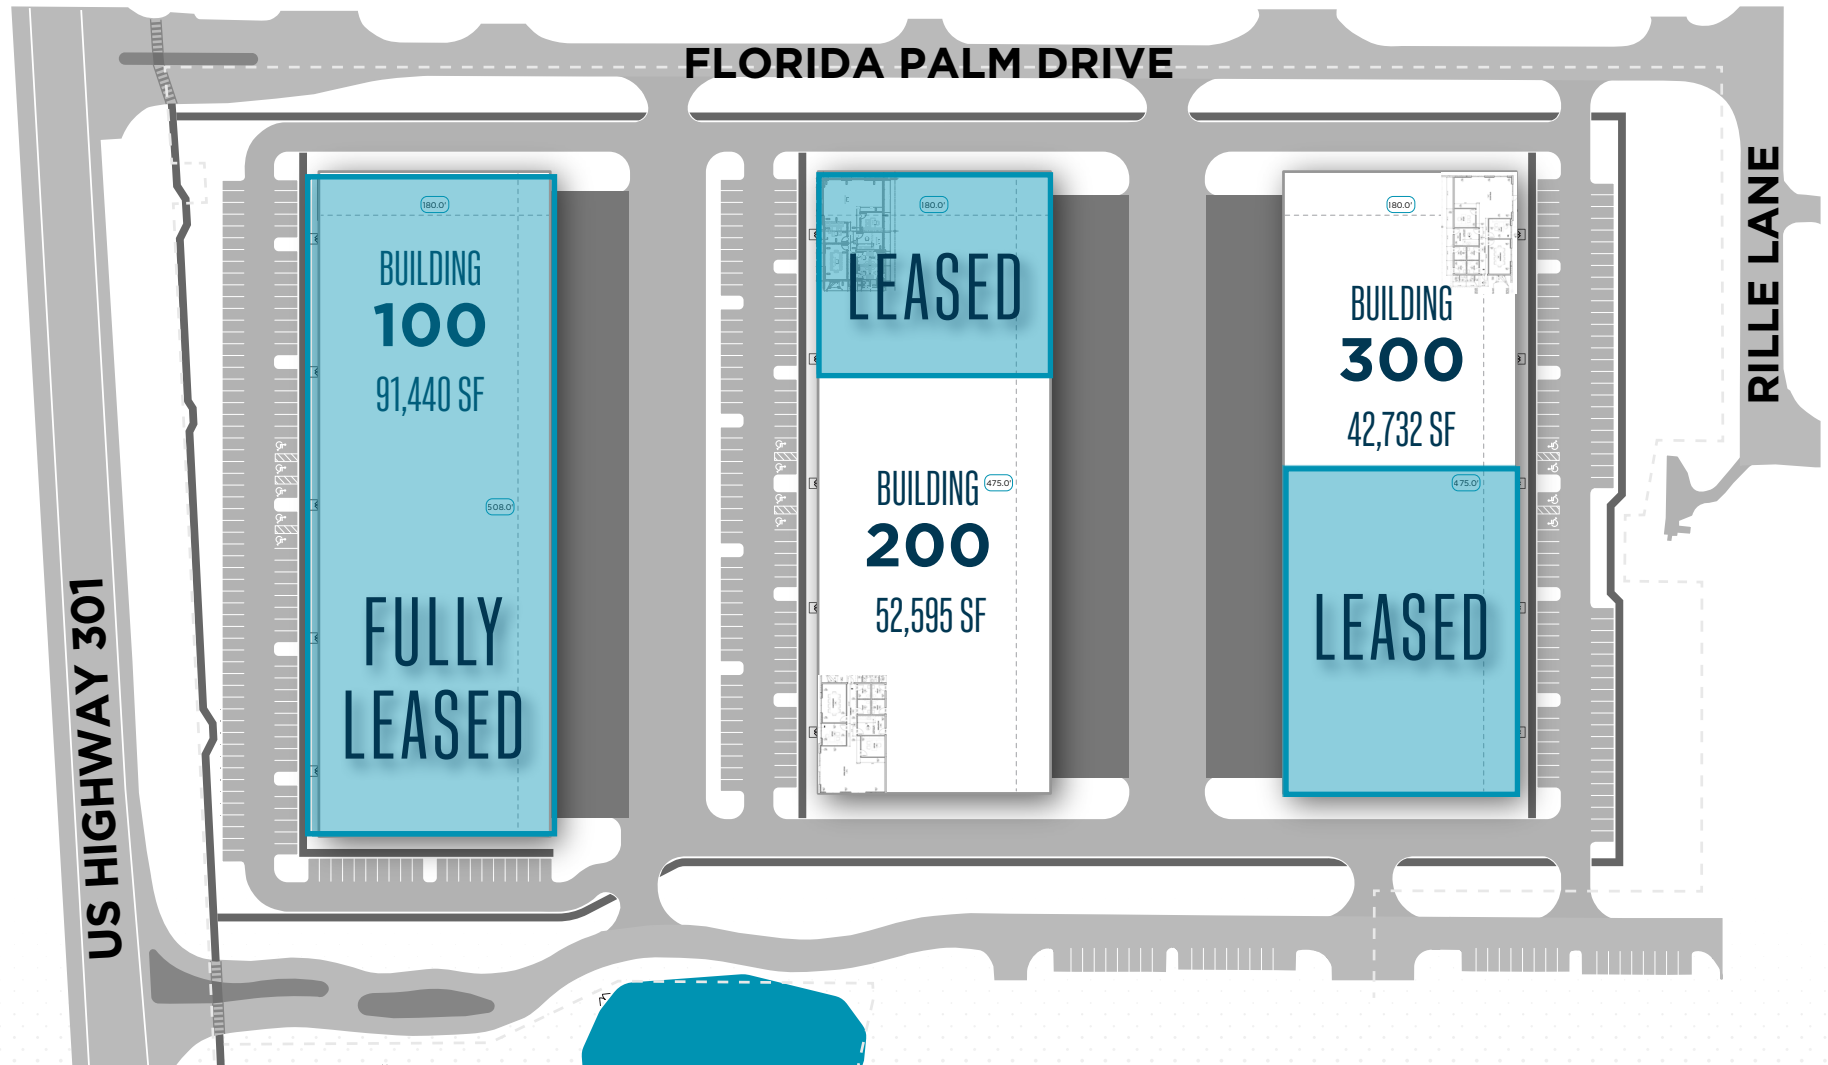 FLORIDA PALM DRIVE
RILLE LANE
US HIGHWAY 301
180.0'
BUILDING
100
91,440 SF
508.0'
FULLY
LEASED
180.0'
LEASED
BUILDING
475.0'
200
52,595 SF
180.0'
BUILDING
300
42,732 SF
475.0'
LEASED